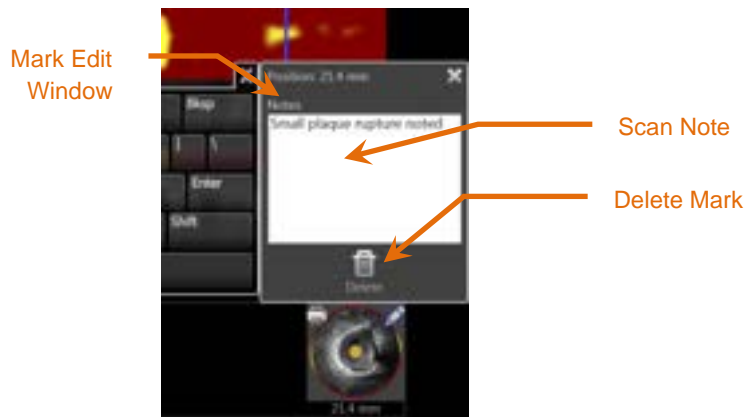 Mark Edit
Window
Position: 21.4 mm
Notes
Small plaque rupture noted
Bksp
[ \
Enter
Shift
Delete
Scan Note
Delete Mark
21.4 mm